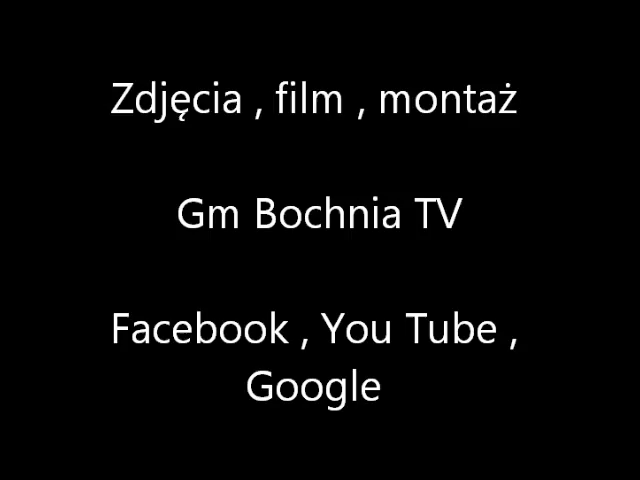 Zdjęcia , film , montaż
Gm Bochnia TV
Facebook , You Tube ,
Google